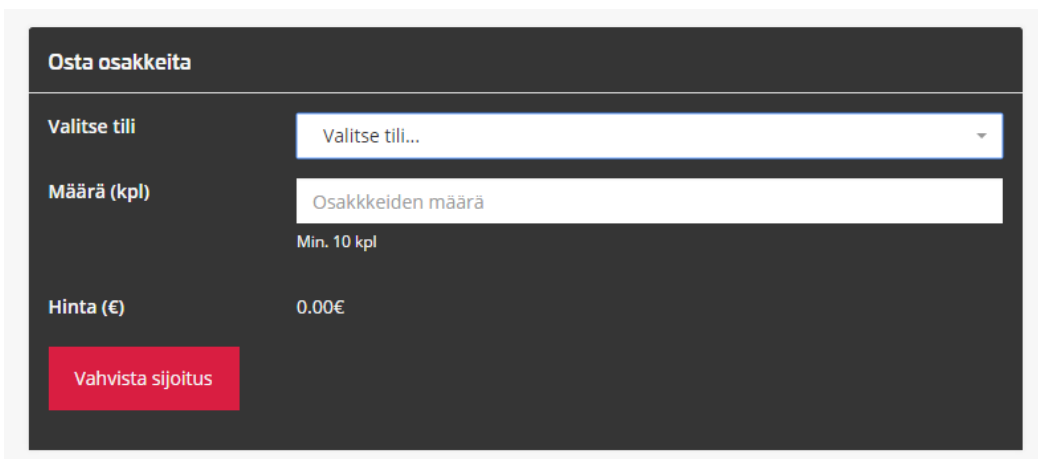 Osta osakkeita
Valitse tili
Valitse tili...
Määrä (kpl)
Osakkkeiden määrä
Min. 10 kpl
Hinta (€)
0.00€
Vahvista sijoitus